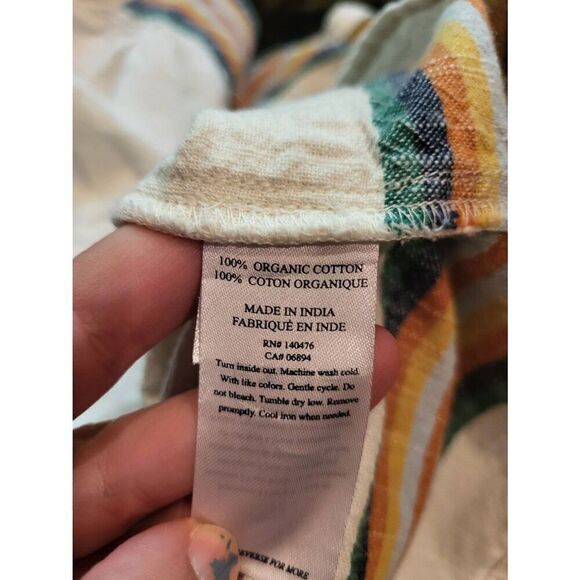 100% ORGANIC COTTON
100% COTON ORGANIQUE
MADE IN INDIA
FABRIQUÉ EN INDE
RN# 140476
CA# 06894
Turn inside out. Machine wash cold.
With like colors. Gentle cycle. Do
not bleach. Tumble dry low. Remove
promptly. Cool iron when needed.
FOR MORE